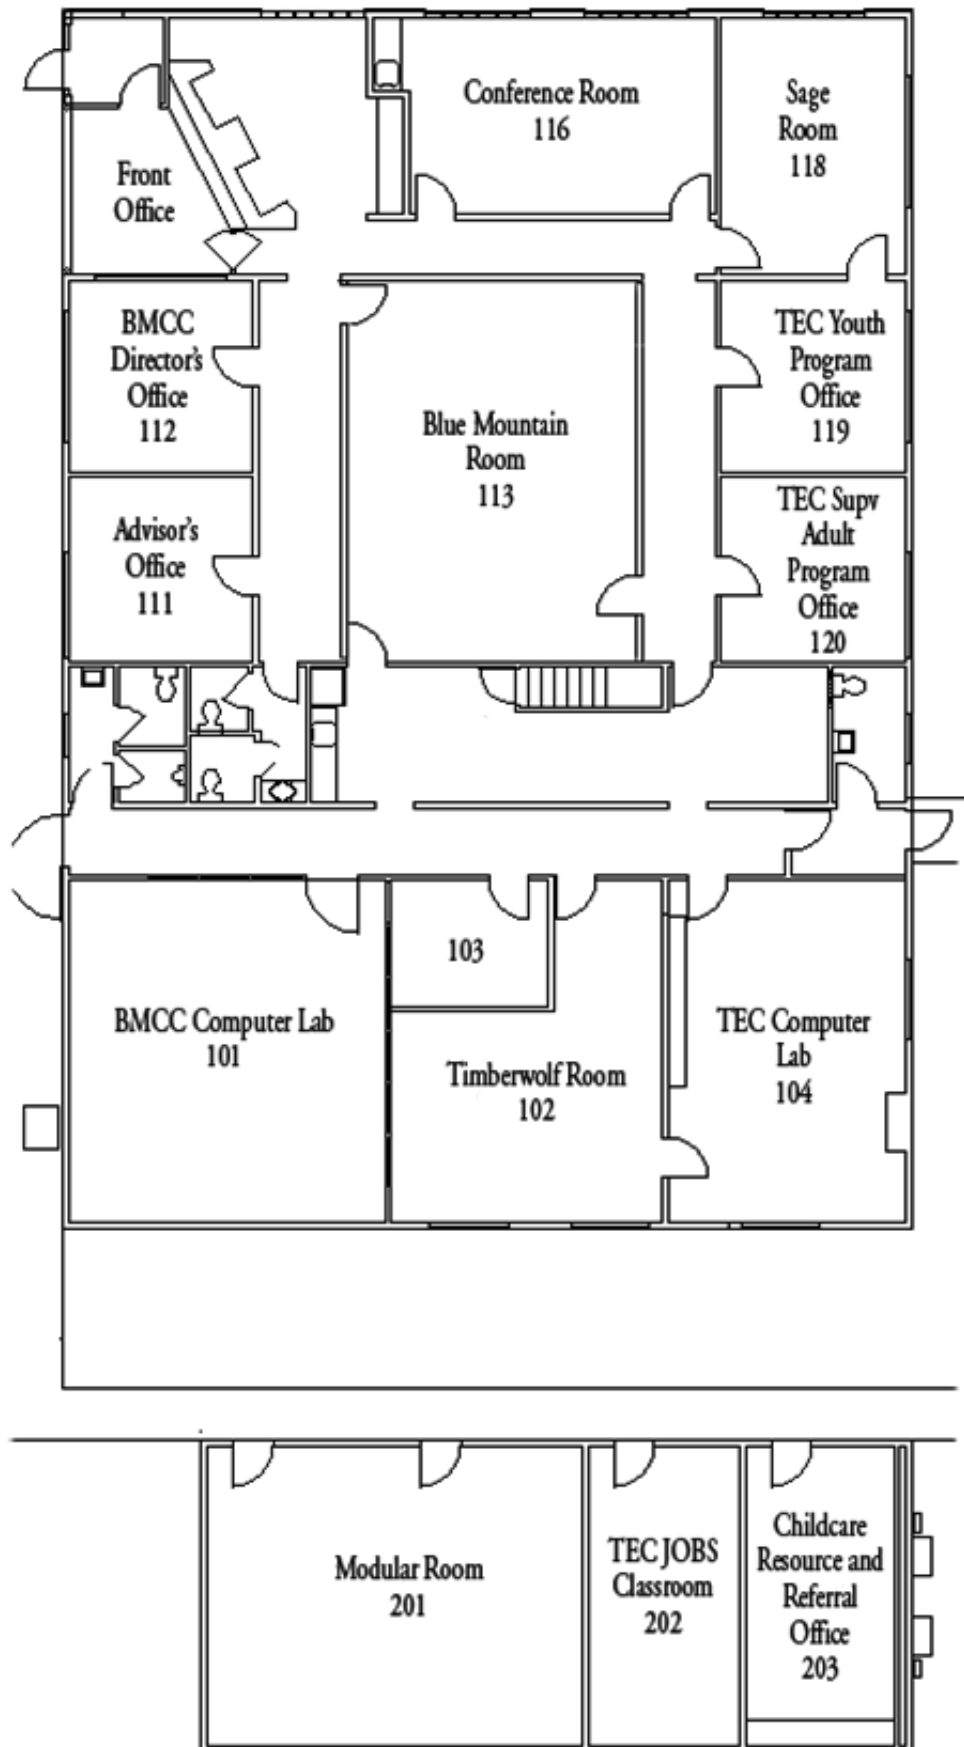 Conference Room
116
Sage
Room
118
Front
Office
BMCC
Director's
Office
112
TEC Youth
Program
Office
119
Blue Mountain
Room
113
Advisor's
Office
111
TEC Supv
Adult
Program
Office
120
103
BMCC Computer Lab
101
Timberwolf Room
102
TEC Computer
Lab
104
Modular Room
201
TEC JOBS
Classroom
202
Childcare
Resource and
Referral
Office
203